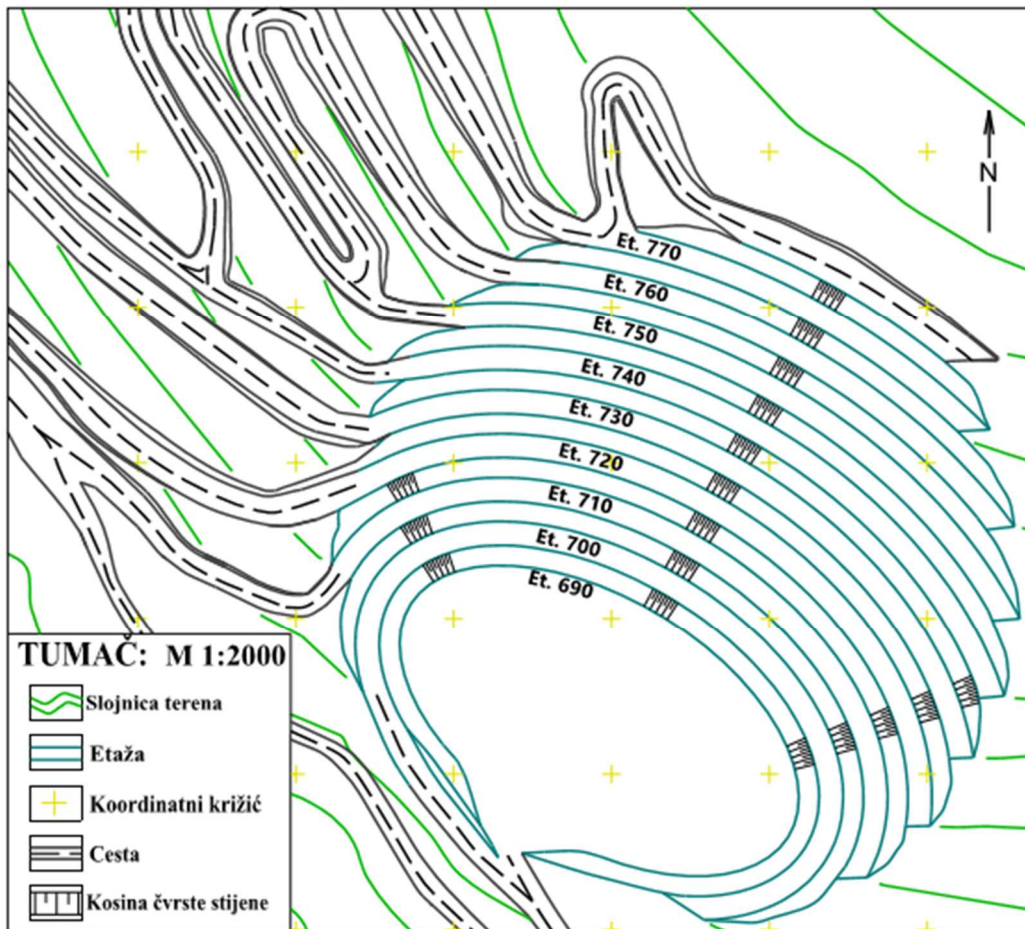 N
Et. 770
Et. 760
Et. 750
Et. 740
Et. 730
Et. 720
Et. 710
Et. 700
Et. 690
TUMAČ: M 1:2000
Slojnica terena
Etaža
Koordinatni križić
Cesta
Kosina čvrste stijene